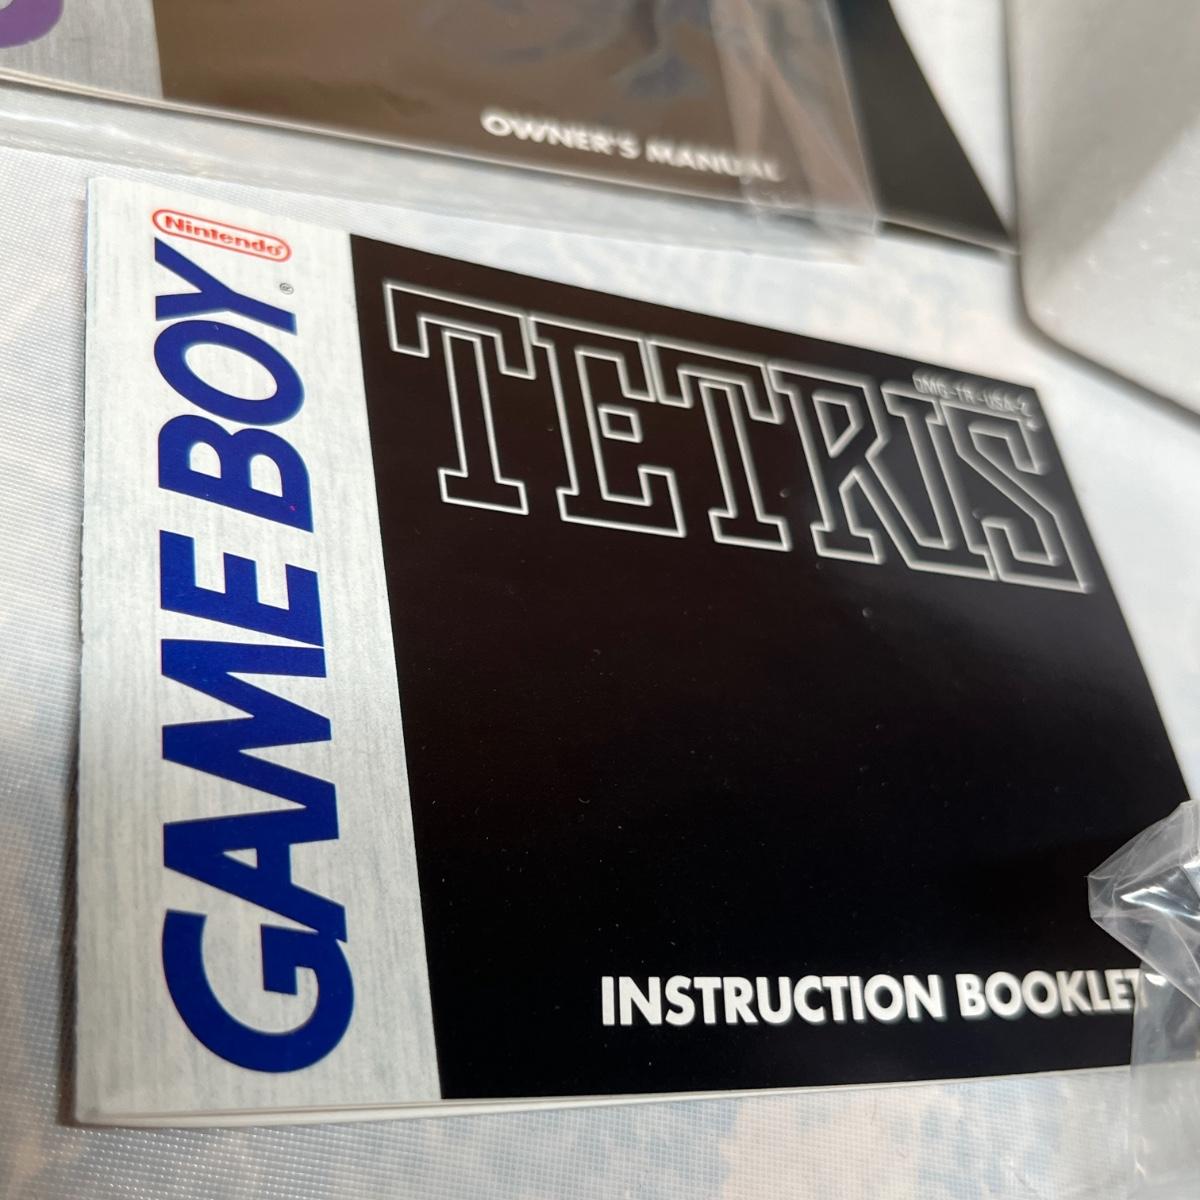 OWNER'S MANUAL
Nintendo
GAME BOY®
DMG-TR-USA-2
TETRIS
INSTRUCTION BOOKLET